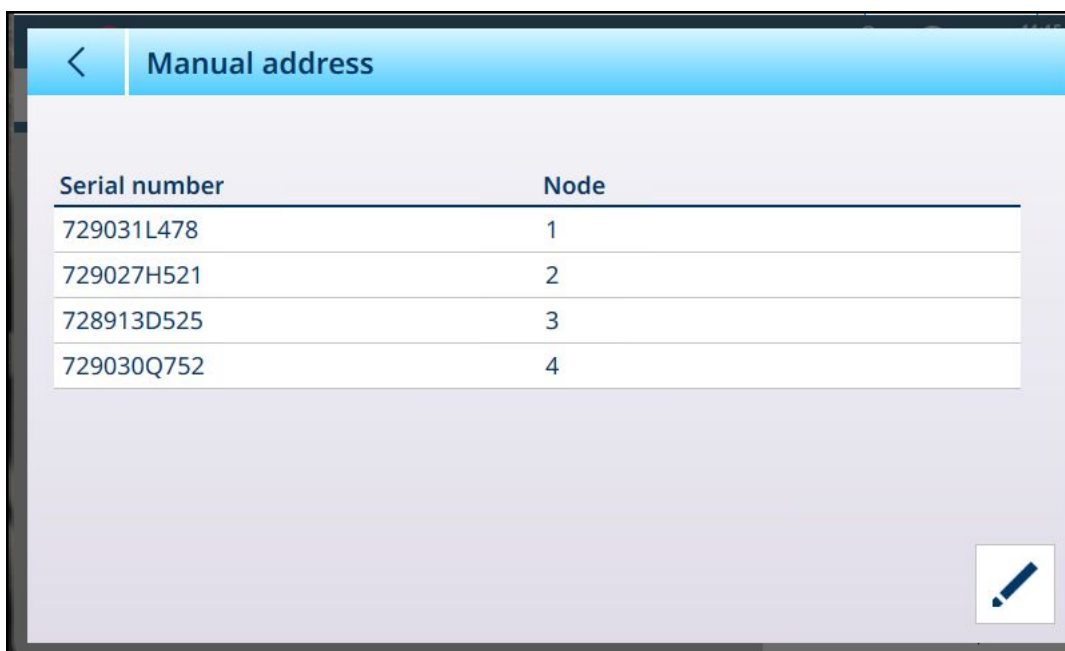 Manual address
Serial number Node
729031L478 1
729027H521 2
728913D525 3
729030Q752 4